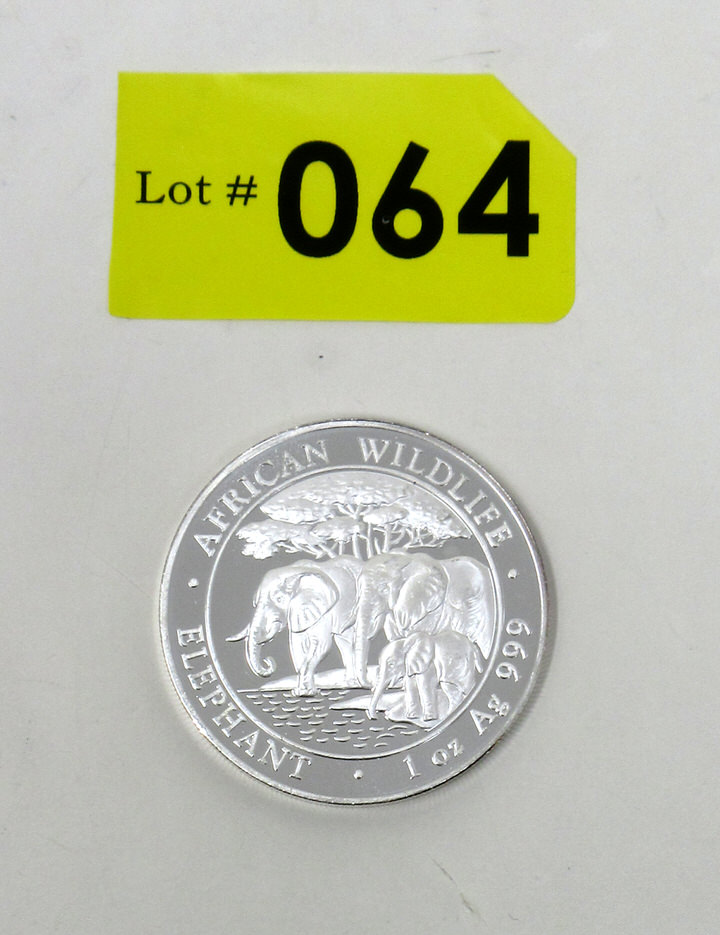 Lot # 064
AFRICAN WILDLIFE
ELEPHANT
1 oz Ag 999